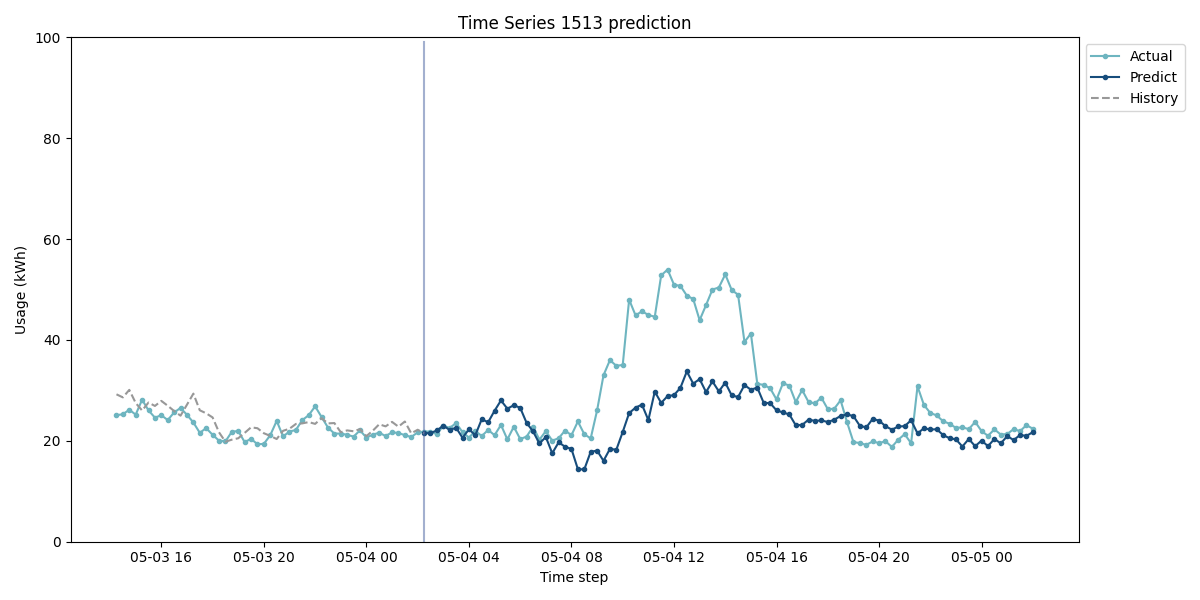 Time Series 1513 prediction
100
80
60
40
20
0
Usage (kWh)
05-03 16
05-03 20
05-04 00
05-04 04
05-04 08
05-04 12
05-04 16
05-04 20
05-05 00
Time step
Actual
Predict
History